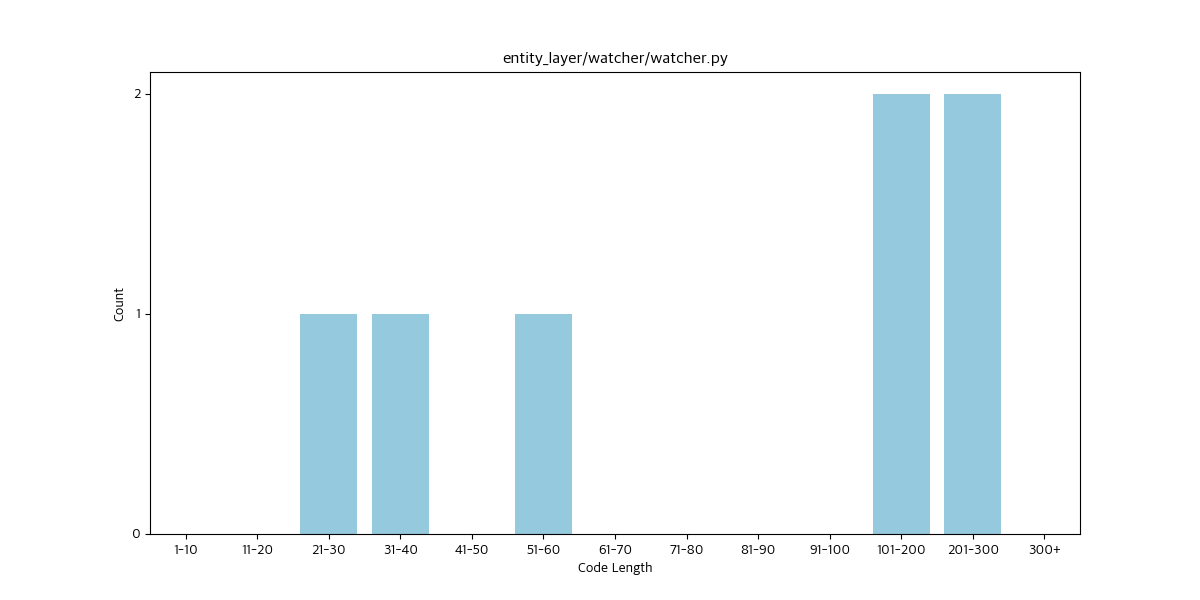 entity_layer/watcher/watcher.py
2
1
0
Count
1-10 11-20 21-30 31-40 41-50 51-60 61-70 71-80 81-90 91-100 101-200 201-300 300+
Code Length